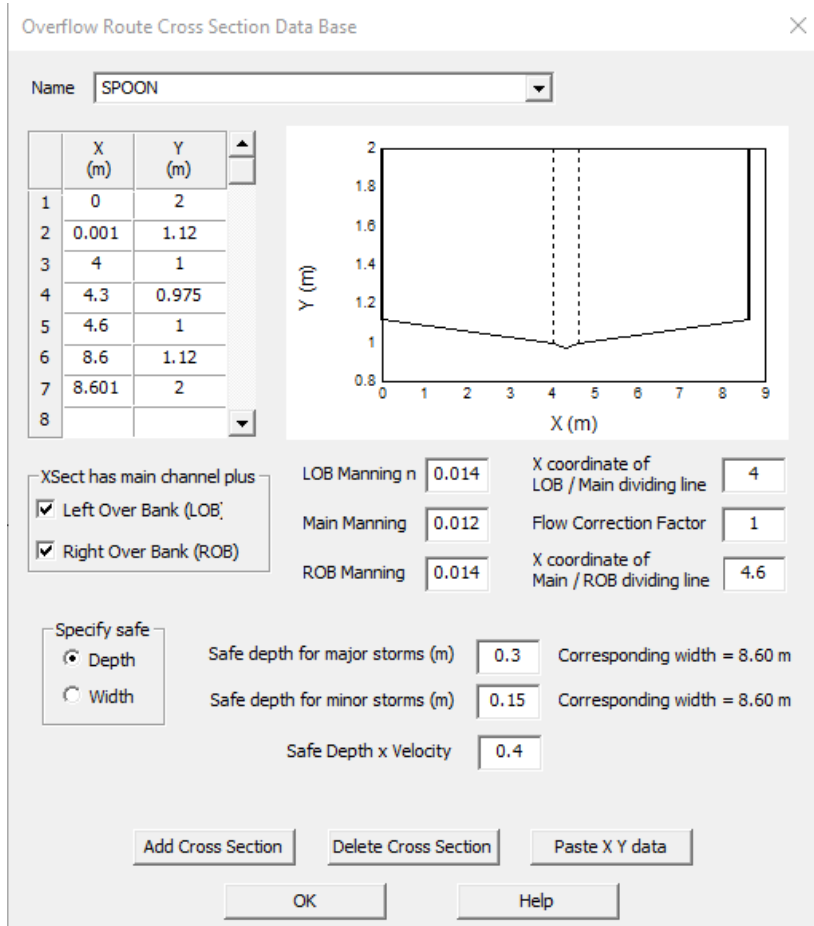 Overflow Route Cross Section Data Base
Name SPOON
X Y
(m) (m)
1 0 2
2 0.001 1.12
3 4 1
4 4.3 0.975
5 4.6 1
6 8.6 1.12
7 8.601 2
8
2
1.8
1.6
1.4
1.2
1
0.8
Y (m)
0 1 2 3 4 5 6 7 8 9
X (m)
XSect has main channel plus
Left Over Bank (LOB)
Right Over Bank (ROB)
LOB Manning n 0.014
Main Manning 0.012
ROB Manning 0.014
X coordinate of
LOB / Main dividing line 4
Flow Correction Factor 1
X coordinate of
Main / ROB dividing line 4.6
Specify safe
Depth
Width
Safe depth for major storms (m) 0.3 Corresponding width = 8.60 m
Safe depth for minor storms (m) 0.15 Corresponding width = 8.60 m
Safe Depth x Velocity 0.4
Add Cross Section Delete Cross Section Paste X Y data
OK Help